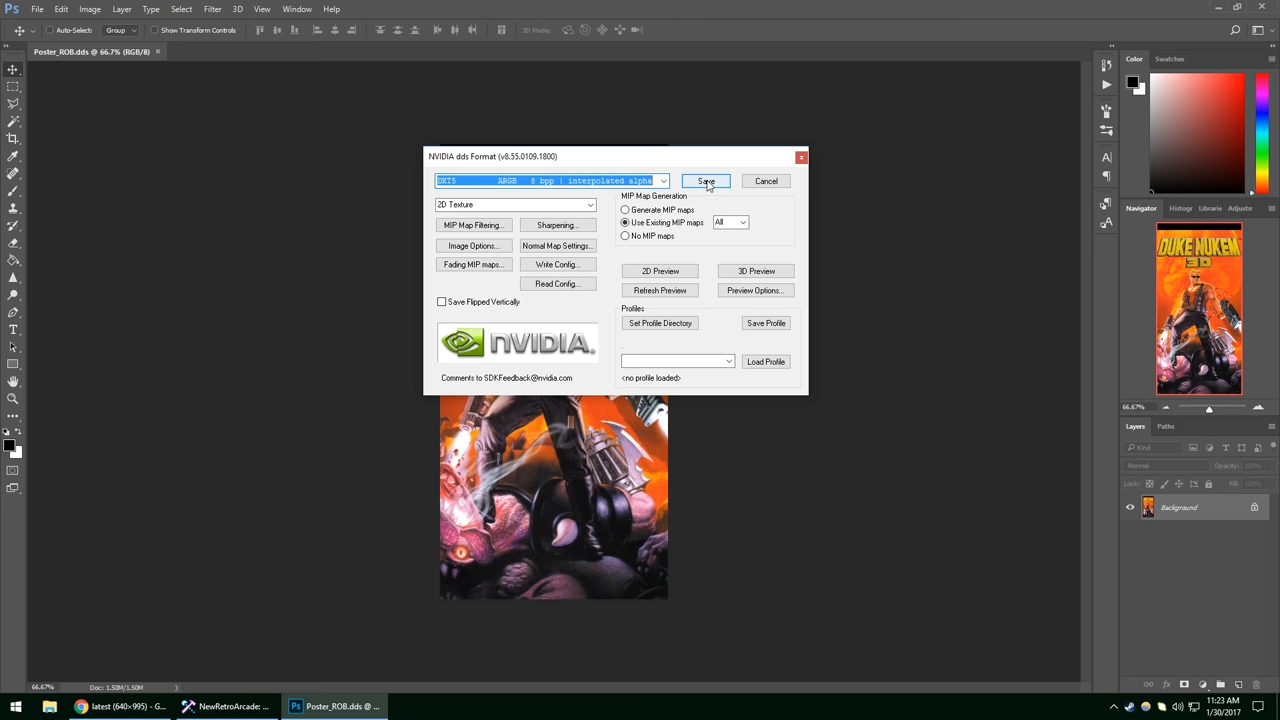 Ps File Edit Image Layer Type Select Filter 3D View Window Help
Auto-Select: Group Show Transform Controls 3D Mode:
Poster_ROB.dds @ 66.7% (RGB/8) ×
NVIDIA dds Format (v8.55.0109.1800)
DXT5 ARGB 8 bpp | interpolated alpha
Save
Cancel
2D Texture
MIP Map Filtering...
Sharpening...
Image Options...
Normal Map Settings...
Fading MIP maps...
Write Config...
Read Config...
Save Flipped Vertically
NVIDIA.
Comments to SDKFeedback@nvidia.com
MIP Map Generation
Generate MIP maps
Use Existing MIP maps All
No MIP maps
2D Preview
3D Preview
Refresh Preview
Preview Options...
Profiles
Set Profile Directory
Save Profile
Load Profile
<no profile loaded>
Color Swatches
Navigator Histogr Librarie Adjustm
DUKE NUKEM
3D
66.67%
Layers Paths
Kind
Normal Opacity: 100%
Lock: Fill: 100%
Background
66.67% Doc: 1.50M/1.50M
latest (640×995) - G...
NewRetroArcade: ...
Ps Poster_ROB.dds @ ...
11:23 AM
1/30/2017